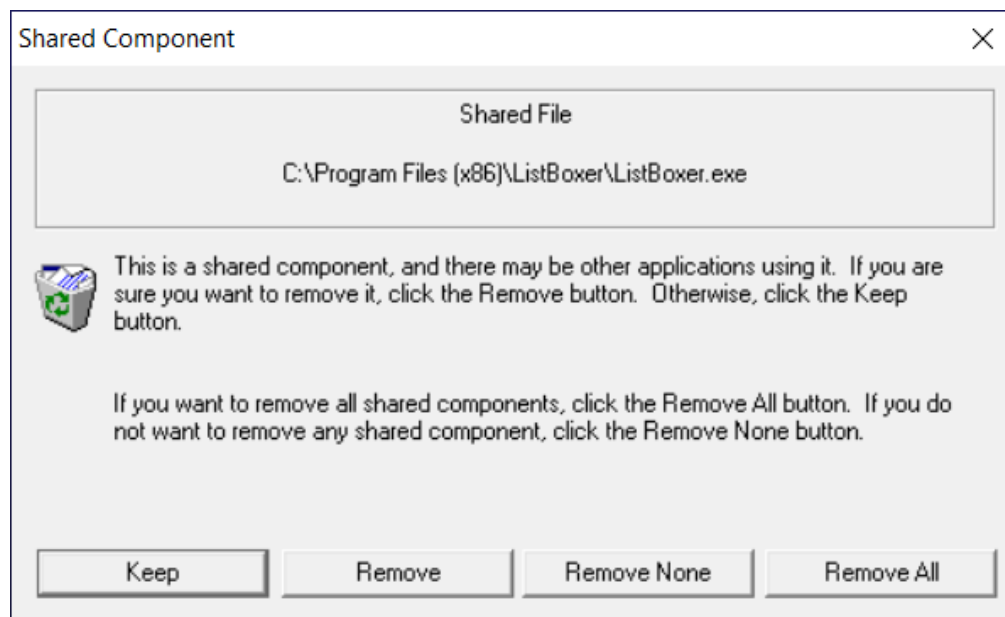 Shared Component
Shared File
C:\Program Files (x86)\ListBoxer\ListBoxer.exe
This is a shared component, and there may be other applications using it.  If you are
sure you want to remove it, click the Remove button.  Otherwise, click the Keep
button.
If you want to remove all shared components, click the Remove All button.  If you do
not want to remove any shared component, click the Remove None button.
Keep Remove Remove None Remove All